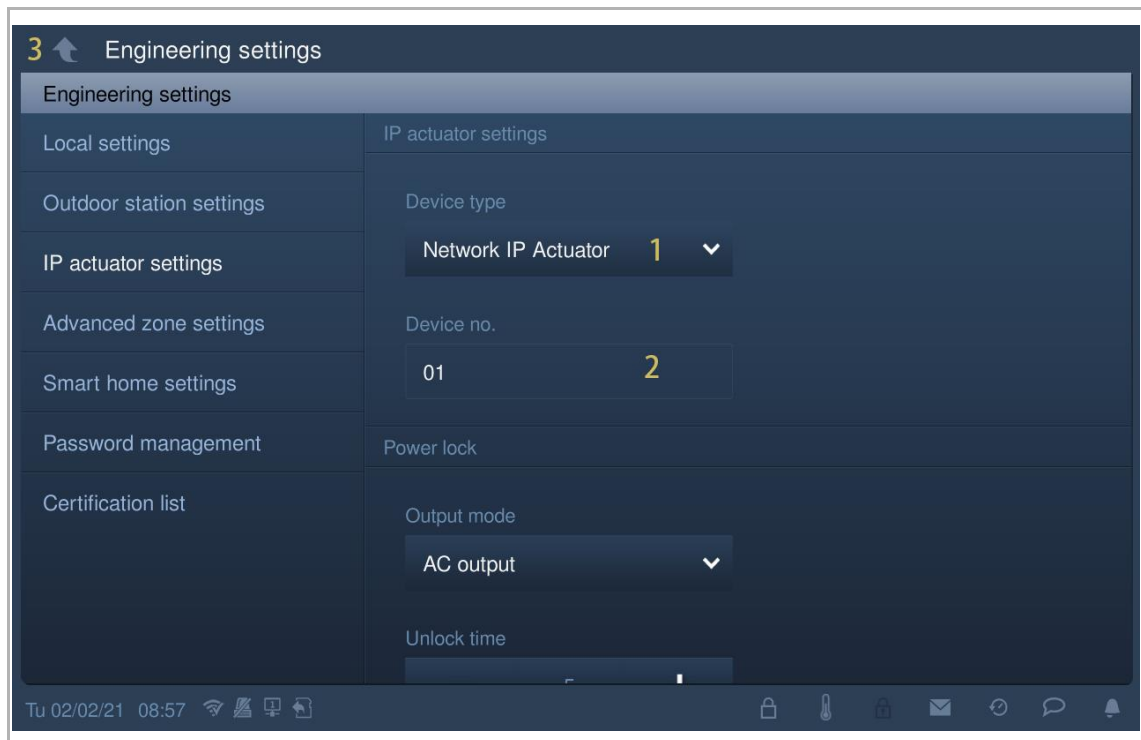 3 Engineering settings
Engineering settings
Local settings
Outdoor station settings
IP actuator settings
Advanced zone settings
Smart home settings
Password management
Certification list
IP actuator settings
Device type
Network IP Actuator 1
Device no.
01 2
Power lock
Output mode
AC output
Unlock time
Tu 02/02/21 08:57